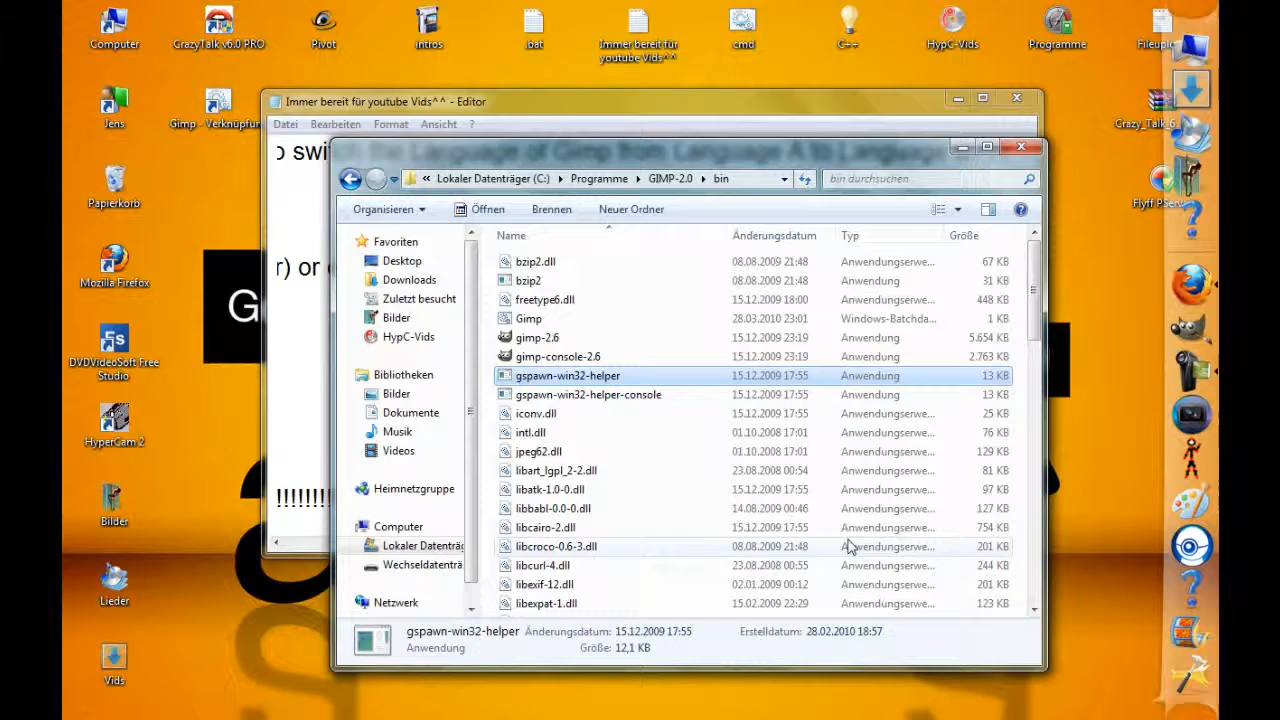 Computer
CrazyTalk v6.0 PRO
Pivot
intros
.bat
Immer bereit für youtube Vids^^
cmd
C++
HypC-Vids
Programme
Jens
Gimp - Verknüpfun
Crazy_Talk_6
Papierkorb
Flyff PServ
Mozilla Firefox
DVDVideoSoft Free Studio
HyperCam 2
Bilder
Lieder
Vids
Immer bereit für youtube Vids^^ - Editor
Datei Bearbeiten Format Ansicht ?
the Language of Gimp from Language A to Language
r) or
!!!!!!!!!
G
« Lokaler Datenträger (C:) Programme GIMP-2.0 bin
bin durchsuchen
Organisieren Öffnen Brennen Neuer Ordner
Favoriten
Desktop
Downloads
Zuletzt besucht
Bilder
HypC-Vids
Bibliotheken
Bilder
Dokumente
Musik
Videos
Heimnetzgruppe
Computer
Lokaler Datenträg
Wechseldatenträ
Netzwerk
Name Änderungsdatum Typ Größe
bzip2.dll 08.08.2009 21:48 Anwendungserwe... 67 KB
bzip2 08.08.2009 21:48 Anwendung 31 KB
freetype6.dll 15.12.2009 18:00 Anwendungserwe... 448 KB
Gimp 28.03.2010 23:01 Windows-Batchda... 1 KB
gimp-2.6 15.12.2009 23:19 Anwendung 5.654 KB
gimp-console-2.6 15.12.2009 23:19 Anwendung 2.763 KB
gspawn-win32-helper 15.12.2009 17:55 Anwendung 13 KB
gspawn-win32-helper-console 15.12.2009 17:55 Anwendung 13 KB
iconv.dll 15.12.2009 17:55 Anwendungserwe... 25 KB
intl.dll 01.10.2008 17:01 Anwendungserwe... 76 KB
jpeg62.dll 01.10.2008 17:01 Anwendungserwe... 129 KB
libart_lgpl_2-2.dll 23.08.2008 00:54 Anwendungserwe... 81 KB
libatk-1.0-0.dll 15.12.2009 17:55 Anwendungserwe... 97 KB
libbabl-0.0-0.dll 14.08.2009 00:46 Anwendungserwe... 127 KB
libcairo-2.dll 15.12.2009 17:55 Anwendungserwe... 754 KB
libcroco-0.6-3.dll 08.08.2009 21:48 Anwendungserwe... 201 KB
libcurl-4.dll 23.08.2008 00:55 Anwendungserwe... 244 KB
libexif-12.dll 02.01.2009 00:12 Anwendungserwe... 201 KB
libexpat-1.dll 15.02.2009 22:29 Anwendungserwe... 123 KB
gspawn-win32-helper Änderungsdatum: 15.12.2009 17:55 Erstelldatum: 28.02.2010 18:57
Anwendung Größe: 12,1 KB